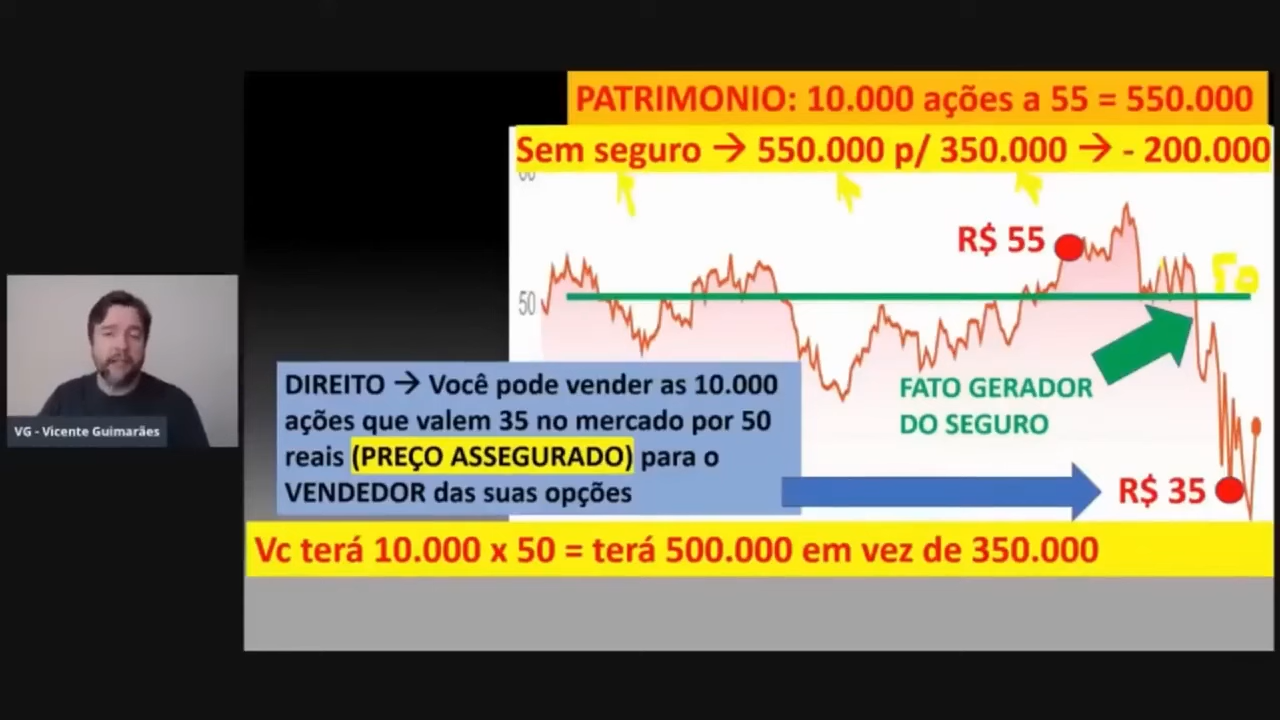 PATRIMONIO: 10.000 ações a 55 = 550.000
Sem seguro → 550.000 p/ 350.000 → - 200.000
R$ 55
50
50
FATO GERADOR
DO SEGURO
DIREITO → Você pode vender as 10.000
ações que valem 35 no mercado por 50
reais (PREÇO ASSEGURADO) para o
VENDEDOR das suas opções
R$ 35
VG - Vicente Guimarães
Vc terá 10.000 x 50 = terá 500.000 em vez de 350.000